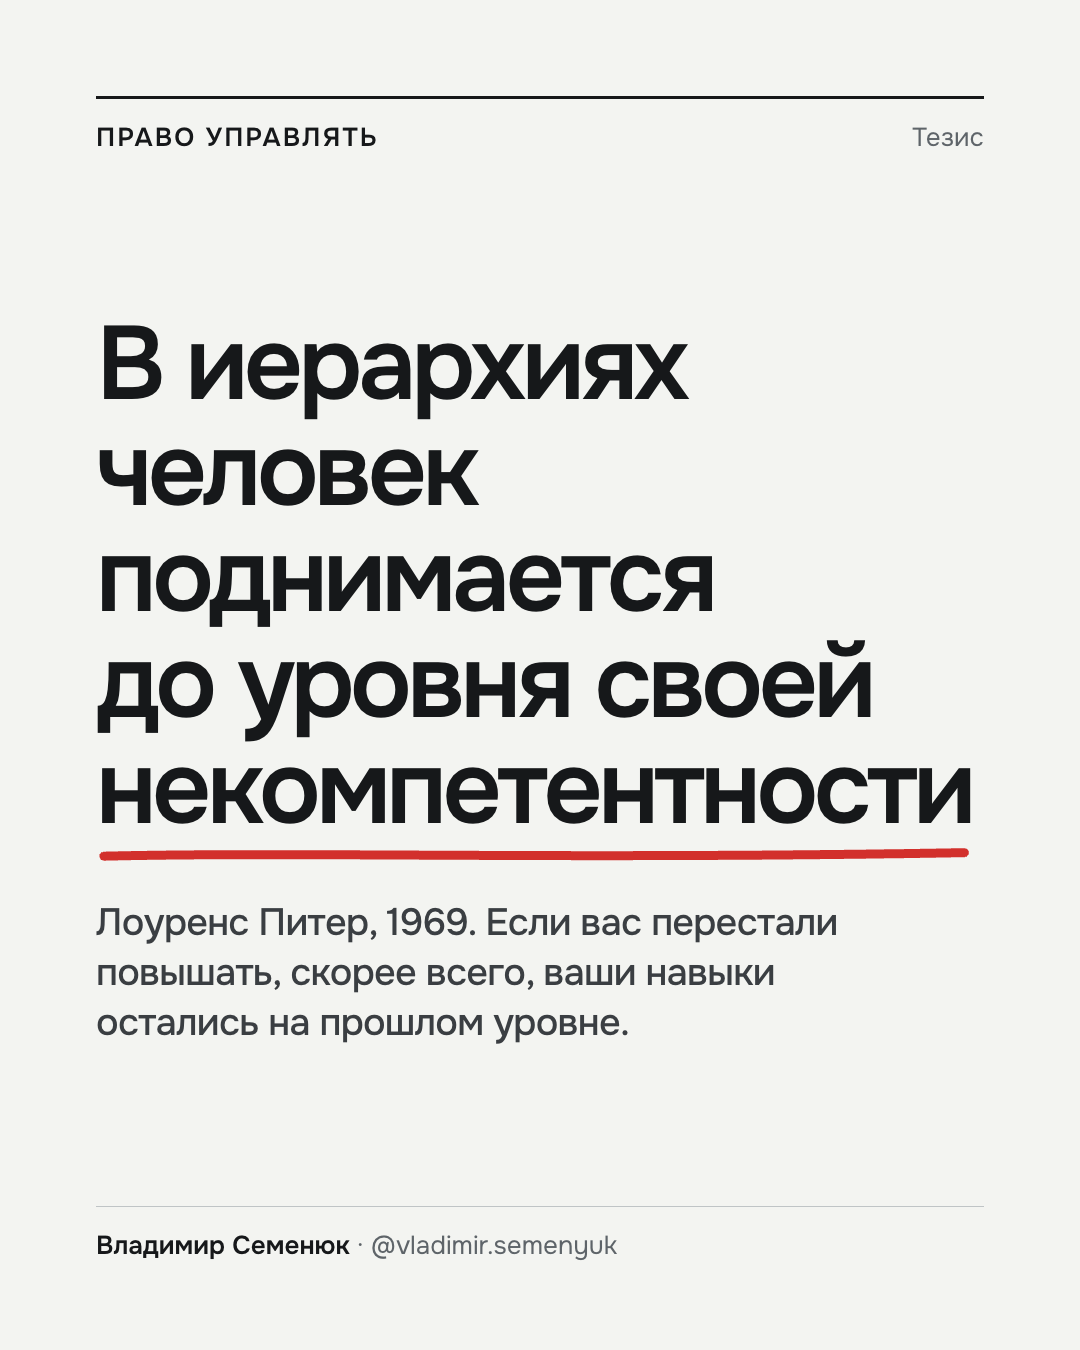 ПРАВО УПРАВЛЯТЬ
Тезис
В иерархиях
человек
поднимается
до уровня своей
некомпетентности
Лоуренс Питер, 1969. Если вас перестали
повышать, скорее всего, ваши навыки
остались на прошлом уровне.
Владимир Семенюк · @vladimir.semenyuk